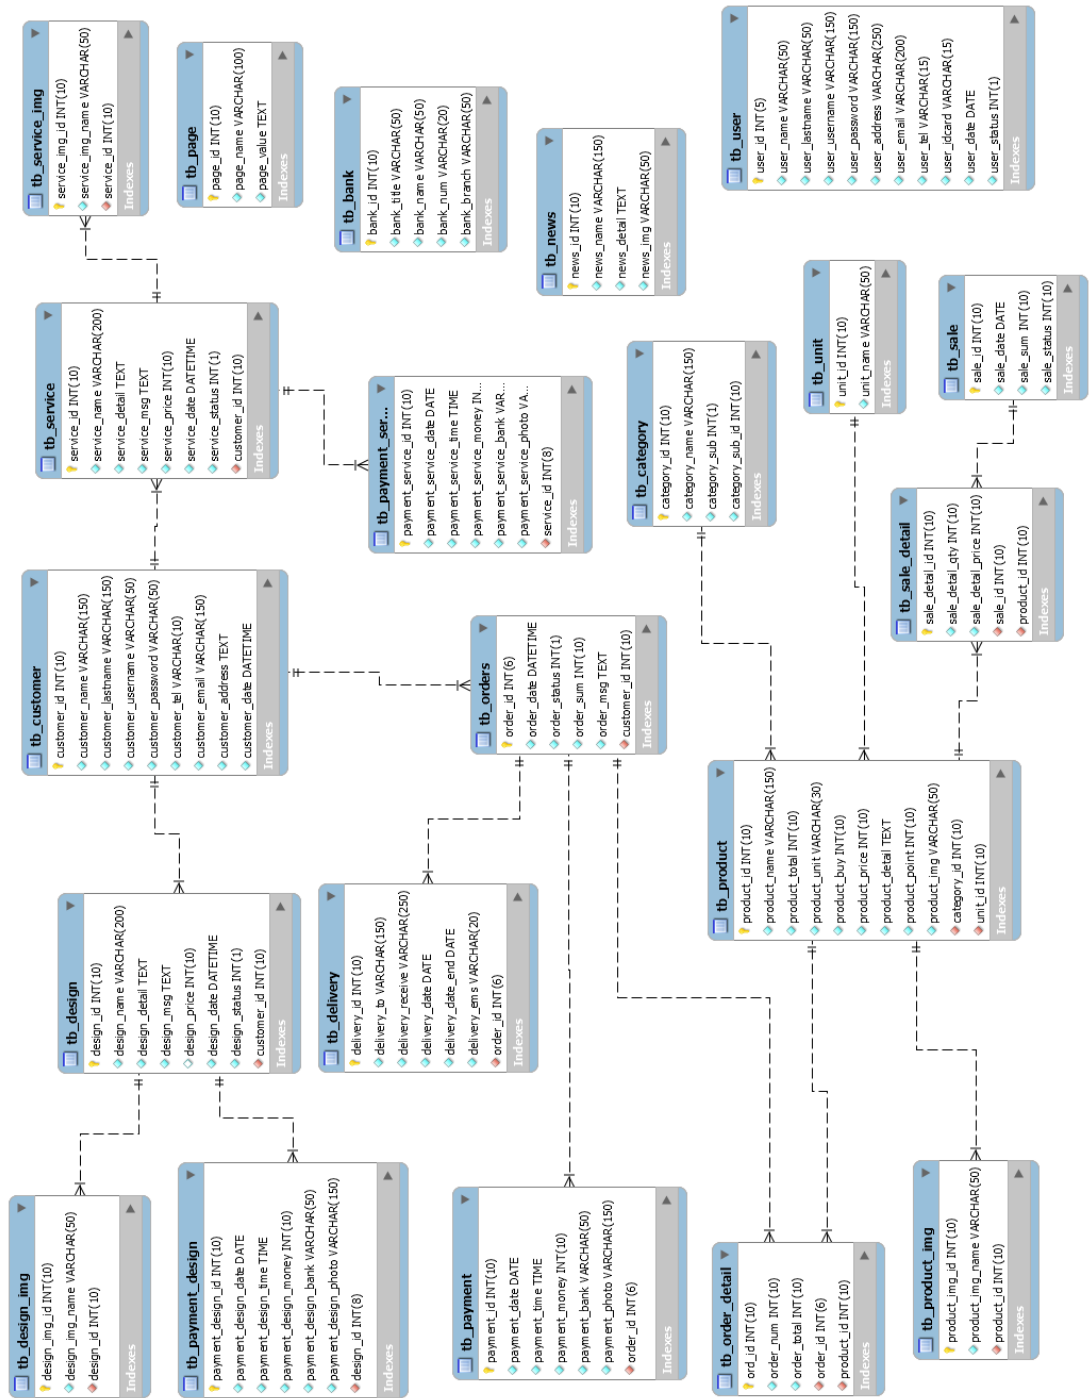 tb_design_img
design_img_id INT(10)
design_img_name VARCHAR(50)
design_id INT(10)
Indexes
tb_design
design_id INT(10)
design_name VARCHAR(200)
design_detail TEXT
design_msg TEXT
design_price INT(10)
design_date DATETIME
design_status INT(1)
customer_id INT(10)
Indexes
tb_customer
customer_id INT(10)
customer_name VARCHAR(150)
customer_lastname VARCHAR(150)
customer_username VARCHAR(50)
customer_password VARCHAR(50)
customer_tel VARCHAR(10)
customer_email VARCHAR(150)
customer_address TEXT
customer_date DATETIME
Indexes
tb_service
service_id INT(10)
service_name VARCHAR(200)
service_detail TEXT
service_msg TEXT
service_price INT(10)
service_date DATETIME
service_status INT(1)
customer_id INT(10)
Indexes
tb_service_img
service_img_id INT(10)
service_img_name VARCHAR(50)
service_id INT(10)
Indexes
tb_page
page_id INT(10)
page_name VARCHAR(100)
page_value TEXT
Indexes
tb_payment_design
payment_design_id INT(10)
payment_design_date DATE
payment_design_time TIME
payment_design_money INT(10)
payment_design_bank VARCHAR(50)
payment_design_photo VARCHAR(150)
design_id INT(8)
Indexes
tb_delivery
delivery_id INT(10)
delivery_to VARCHAR(150)
delivery_receive VARCHAR(250)
delivery_date DATE
delivery_date_end DATE
delivery_ems VARCHAR(20)
order_id INT(6)
Indexes
tb_payment_ser...
payment_service_id INT(10)
payment_service_date DATE
payment_service_time TIME
payment_service_money IN...
payment_service_bank VAR...
payment_service_photo VA...
service_id INT(8)
Indexes
tb_bank
bank_id INT(10)
bank_title VARCHAR(50)
bank_name VARCHAR(50)
bank_num VARCHAR(20)
bank_branch VARCHAR(50)
Indexes
tb_payment
payment_id INT(10)
payment_date DATE
payment_time TIME
payment_money INT(10)
payment_bank VARCHAR(50)
payment_photo VARCHAR(150)
order_id INT(6)
Indexes
tb_orders
order_id INT(6)
order_date DATETIME
order_status INT(1)
order_sum INT(10)
order_msg TEXT
customer_id INT(10)
Indexes
tb_news
news_id INT(10)
news_name VARCHAR(150)
news_detail TEXT
news_img VARCHAR(50)
Indexes
tb_category
category_id INT(10)
category_name VARCHAR(150)
category_sub INT(1)
category_sub_id INT(10)
Indexes
tb_order_detail
ord_id INT(10)
order_num INT(10)
order_total INT(10)
order_id INT(6)
product_id INT(10)
Indexes
tb_product
product_id INT(10)
product_name VARCHAR(150)
product_total INT(10)
product_unit VARCHAR(30)
product_buy INT(10)
product_price INT(10)
product_detail TEXT
product_point INT(10)
product_img VARCHAR(50)
category_id INT(10)
unit_id INT(10)
Indexes
tb_unit
unit_id INT(10)
unit_name VARCHAR(50)
Indexes
tb_user
user_id INT(5)
user_name VARCHAR(50)
user_lastname VARCHAR(50)
user_username VARCHAR(150)
user_password VARCHAR(150)
user_address VARCHAR(250)
user_email VARCHAR(200)
user_tel VARCHAR(15)
user_idcard VARCHAR(15)
user_date DATE
user_status INT(1)
Indexes
tb_product_img
product_img_id INT(10)
product_img_name VARCHAR(50)
product_id INT(10)
Indexes
tb_sale_detail
sale_detail_id INT(10)
sale_detail_qty INT(10)
sale_detail_price INT(10)
sale_id INT(10)
product_id INT(10)
Indexes
tb_sale
sale_id INT(10)
sale_date DATE
sale_sum INT(10)
sale_status INT(10)
Indexes